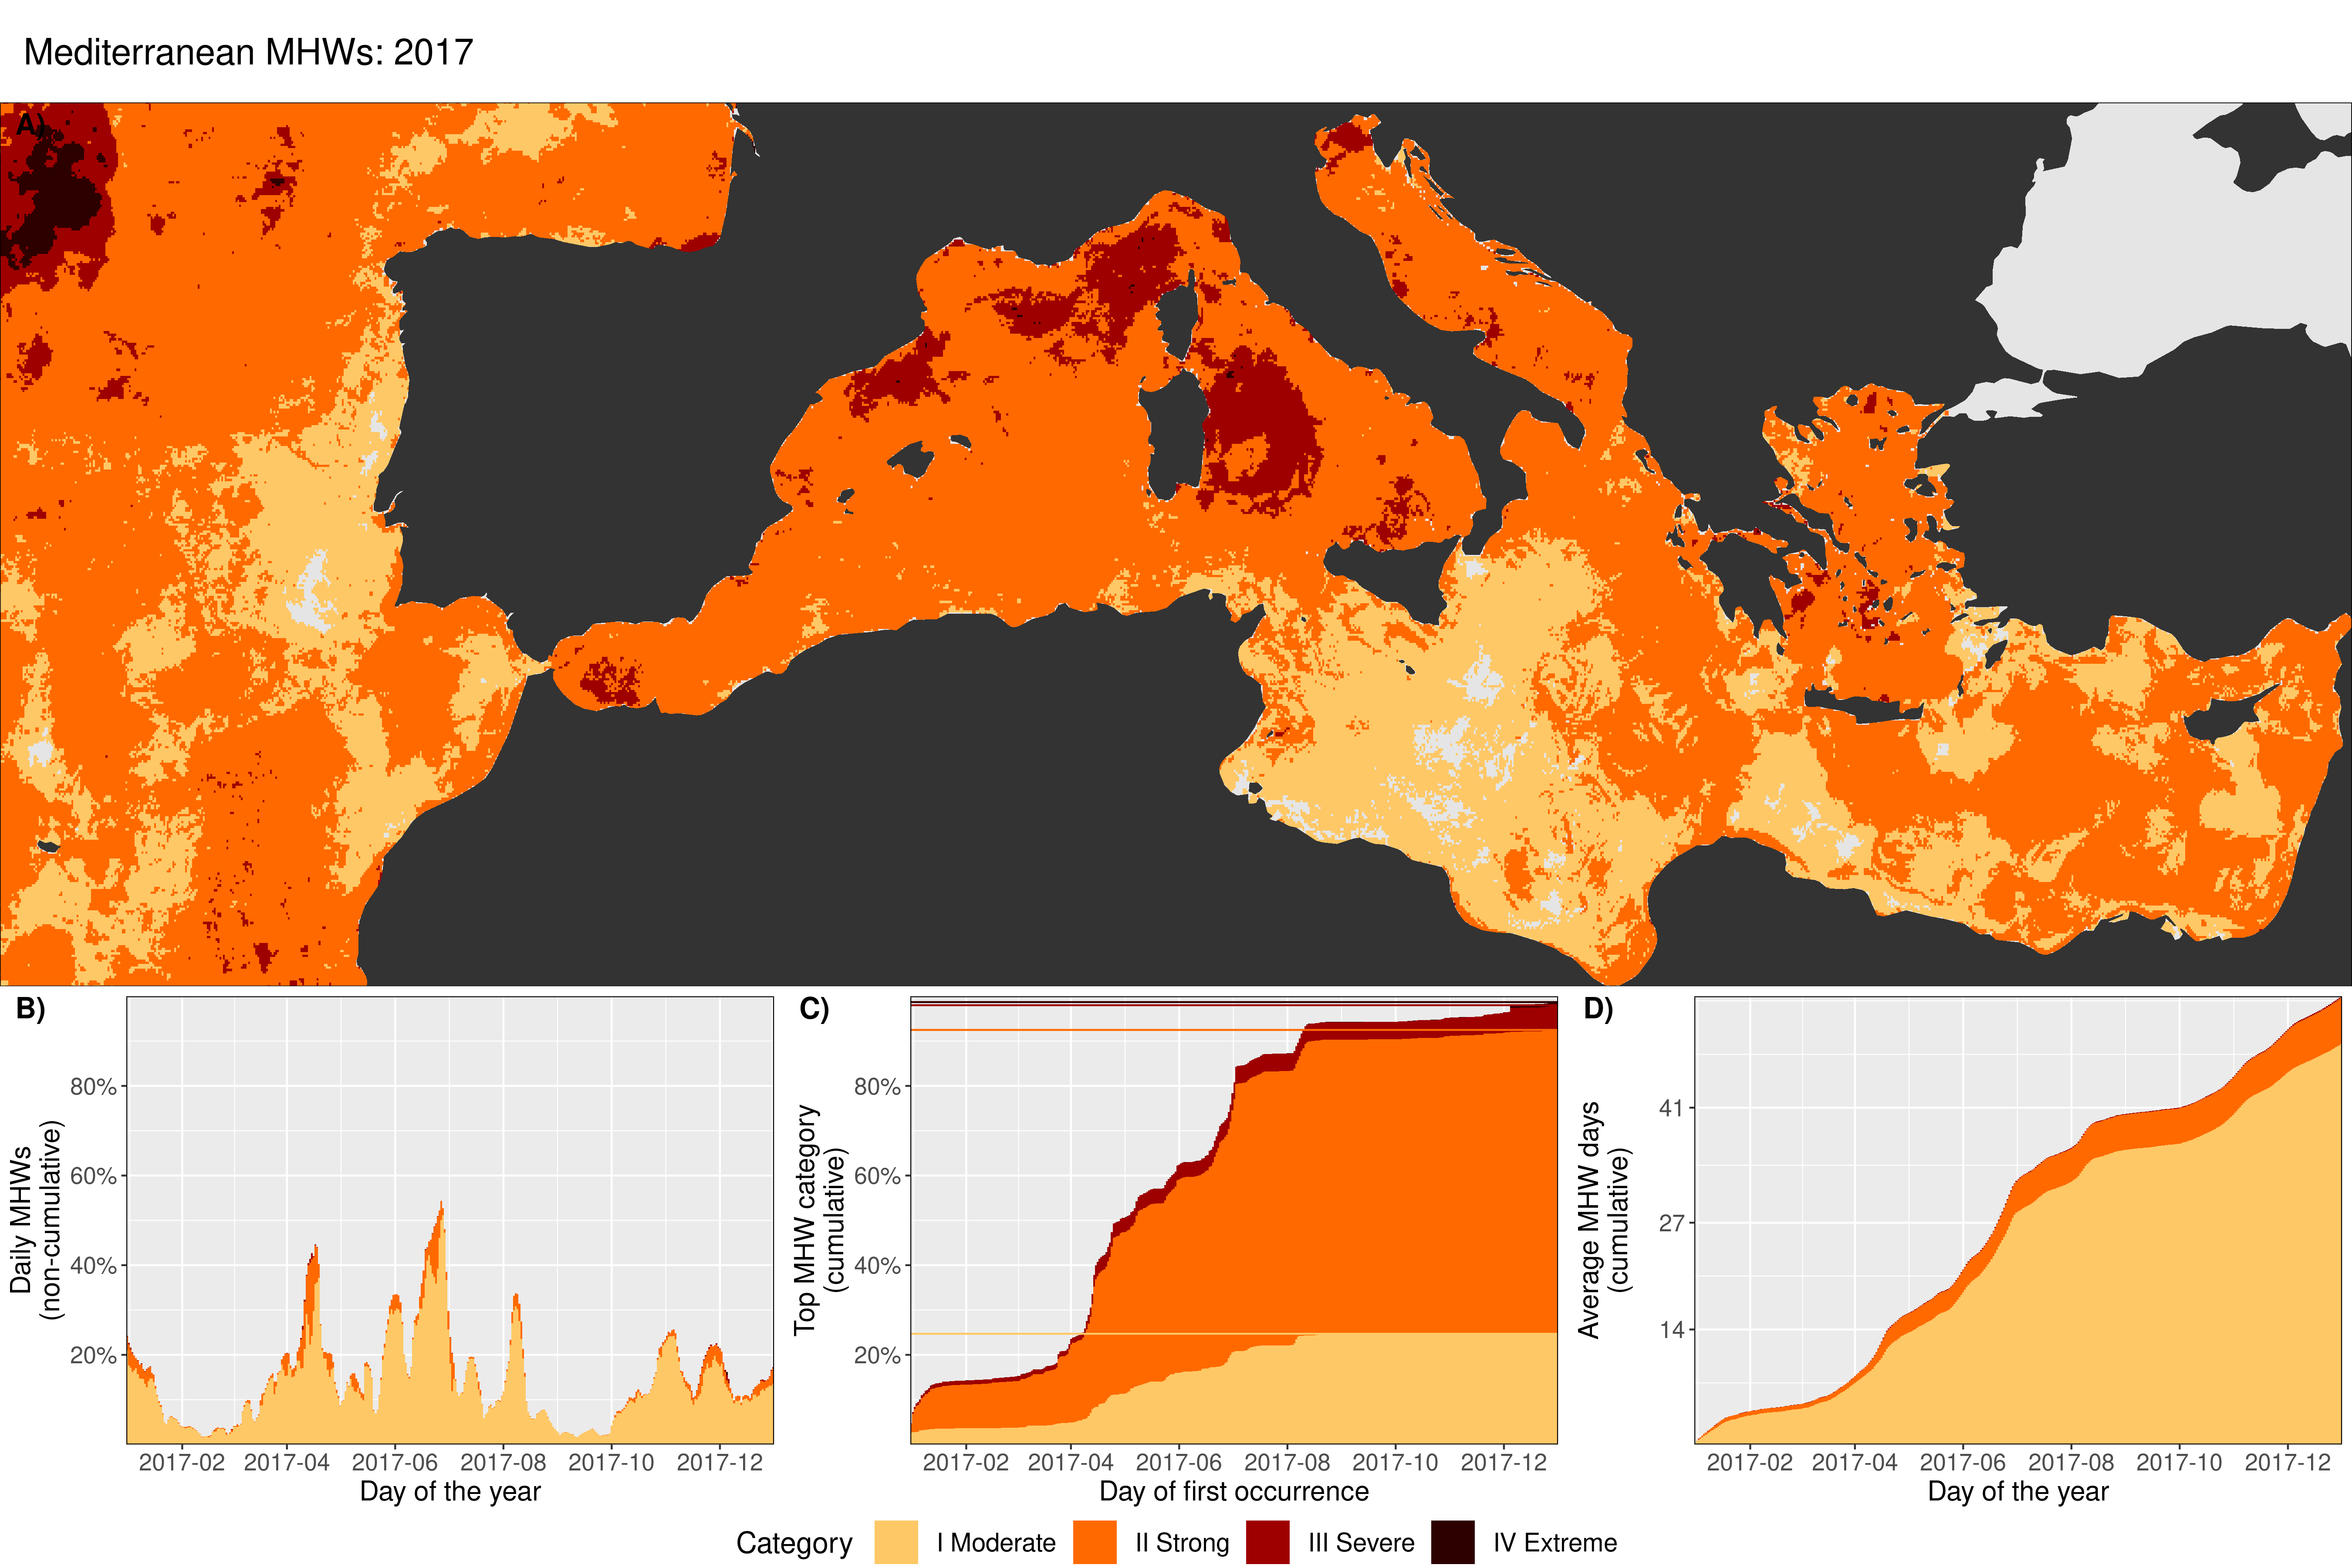 Mediterranean MHWs: 2017
A)
B)
Daily MHWs
(non-cumulative)
80%
60%
40%
20%
2017-02 2017-04 2017-06 2017-08 2017-10 2017-12
Day of the year
C)
Top MHW category
(cumulative)
80%
60%
40%
20%
2017-02 2017-04 2017-06 2017-08 2017-10 2017-12
Day of first occurrence
D)
Average MHW days
(cumulative)
41
27
14
2017-02 2017-04 2017-06 2017-08 2017-10 2017-12
Day of the year
Category I Moderate II Strong III Severe IV Extreme